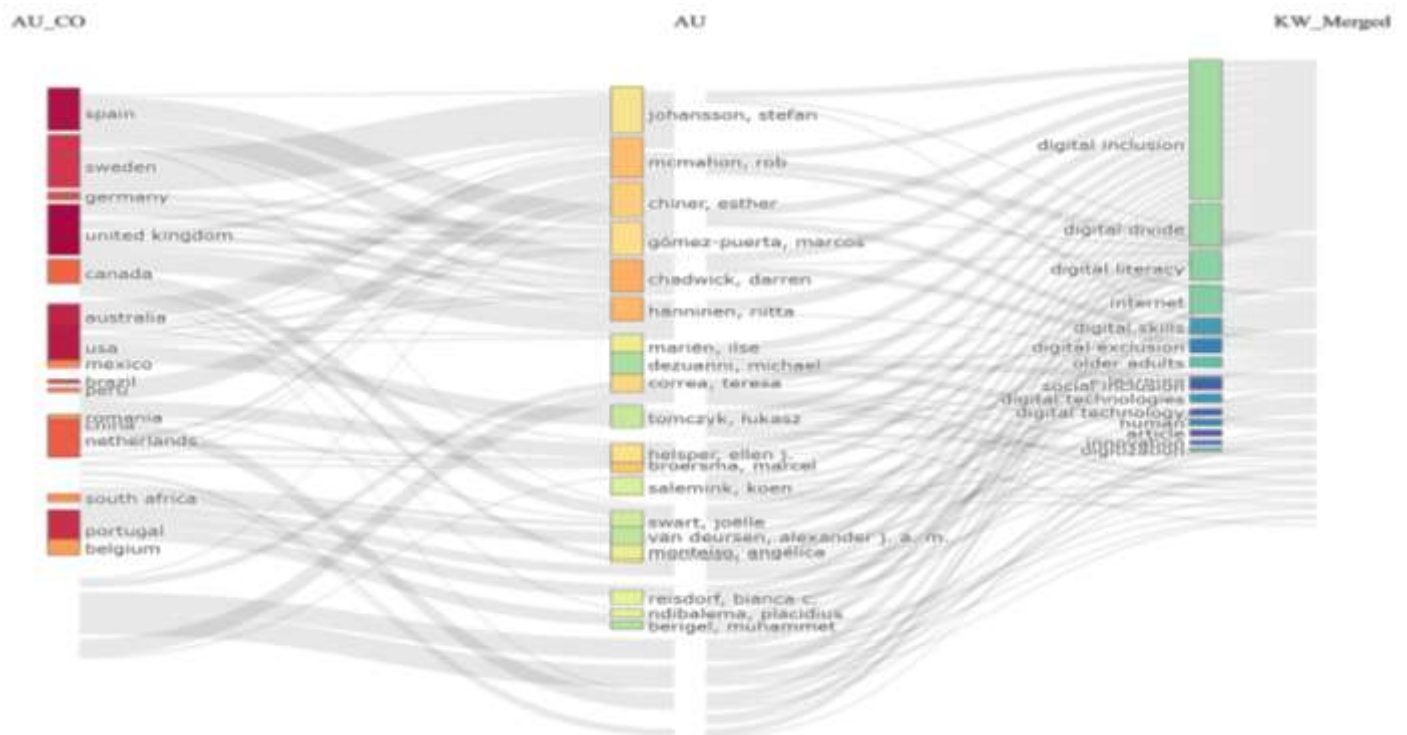 AU_CO
AU
KW_Merged
spain
sweden
germany
united kingdom
canada
australia
usa
mexico
brazil
peru
romania
china
netherlands
south africa
portugal
belgium
johansson, stefan
mcmahon, rob
chiner, esther
gómez-puerta, marcos
chadwick, darren
hänninen, riitta
mariën, ilse
dezuanni, michael
correa, teresa
tomczyk, łukasz
helsper, ellen j.
broersma, marcel
salemink, koen
swart, joëlle
van deursen, alexander j. a. m.
monteiso, angélica
reisdorf, bianca c.
ndibalema, placidius
berigel, muhammet
digital inclusion
digital divide
digital literacy
internet
digital skills
digital exclusion
older adults
social inclusion
digital technologies
digital technology
human
article
innovation
digitization